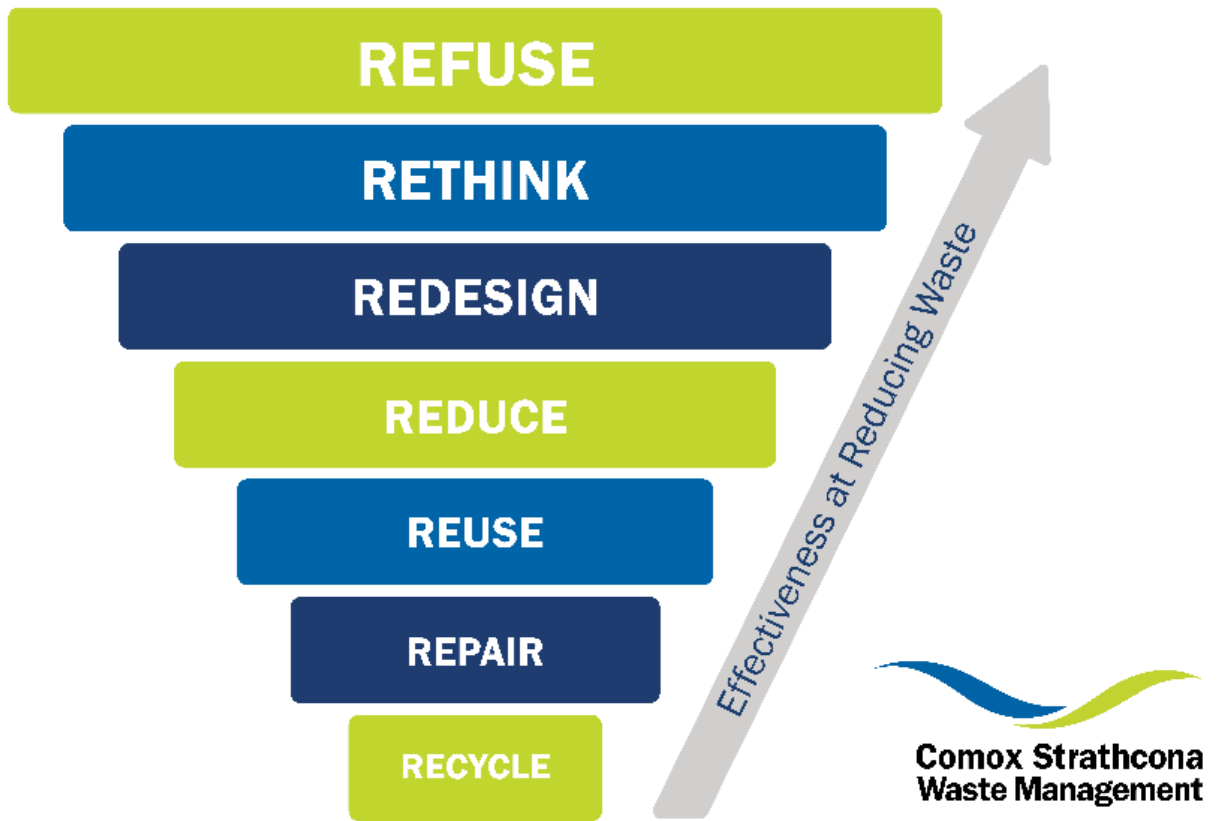 REFUSE
RETHINK
REDESIGN
REDUCE
REUSE
REPAIR
RECYCLE
Effectiveness at Reducing Waste
Comox Strathcona
Waste Management